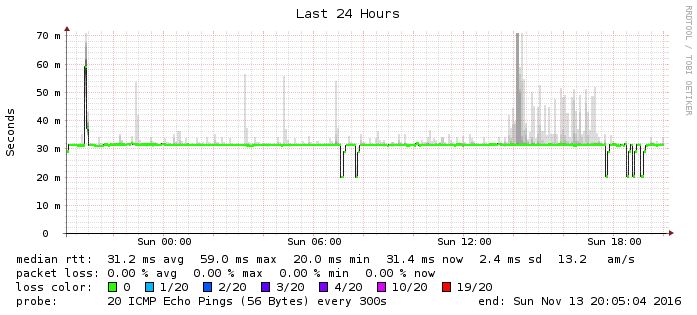 Last 24 Hours
RRDTOOL / TOBI OETIKER
Seconds
70 m
60 m
50 m
40 m
30 m
20 m
10 m
0
Sun 00:00 Sun 06:00 Sun 12:00 Sun 18:00
median rtt: 31.2 ms avg 59.0 ms max 20.0 ms min 31.4 ms now 2.4 ms sd 13.2 am/s
packet loss: 0.00 % avg 0.00 % max 0.00 % min 0.00 % now
loss color: 0 1/20 2/20 3/20 4/20 10/20 19/20
probe: 20 ICMP Echo Pings (56 Bytes) every 300s end: Sun Nov 13 20:05:04 2016